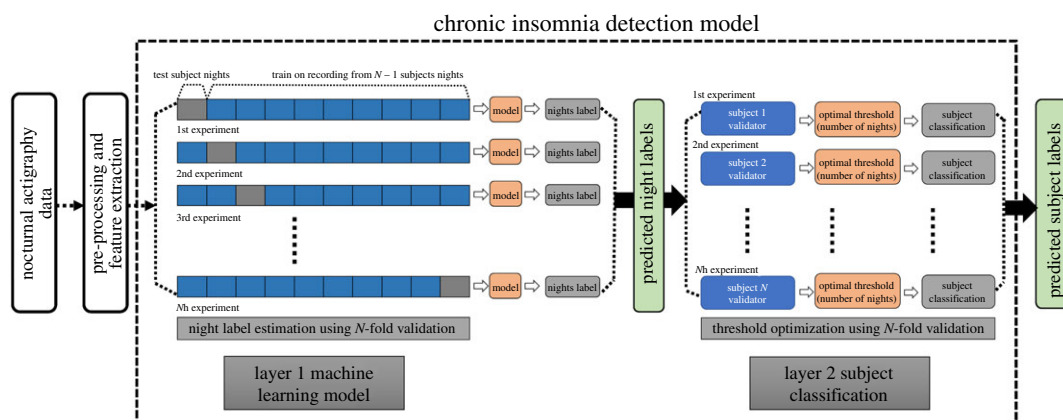 chronic insomnia detection model
nocturnal actigraphy
data
pre-processing and
feature extraction
test subject nights
train on recording from N – 1 subjects nights
model
nights label
1st experiment
model
nights label
2nd experiment
model
nights label
3rd experiment
model
nights label
Nh experiment
night label estimation using N-fold validation
layer 1 machine
learning model
predicted night labels
1st experiment
subject 1
validator
optimal threshold
(number of nights)
subject
classification
2nd experiment
subject 2
validator
optimal threshold
(number of nights)
subject
classification
Nh experiment
subject N
validator
optimal threshold
(number of nights)
subject
classification
threshold optimization using N-fold validation
layer 2 subject
classification
predicted subject labels